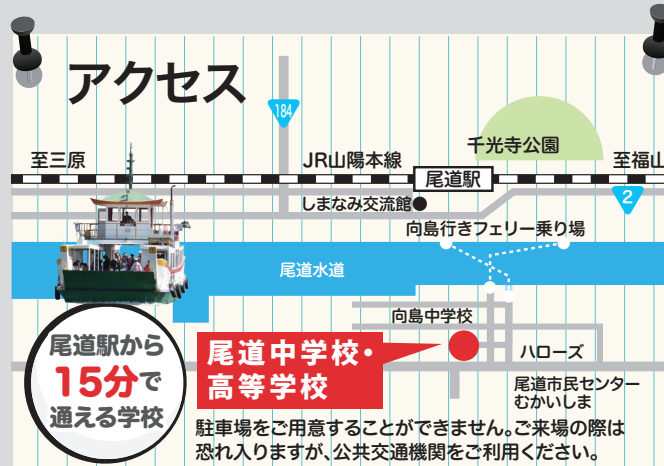 アクセス
184
千光寺公園
至三原
JR山陽本線
至福山
尾道駅
しまなみ交流館
2
向島行きフェリー乗り場
尾道水道
向島中学校
尾道駅から
15分で
通える学校
尾道中学校・
高等学校
ハローズ
尾道市民センター
むかいしま
駐車場をご用意することができません。ご来場の際は
恐れ入りますが、公共交通機関をご利用ください。